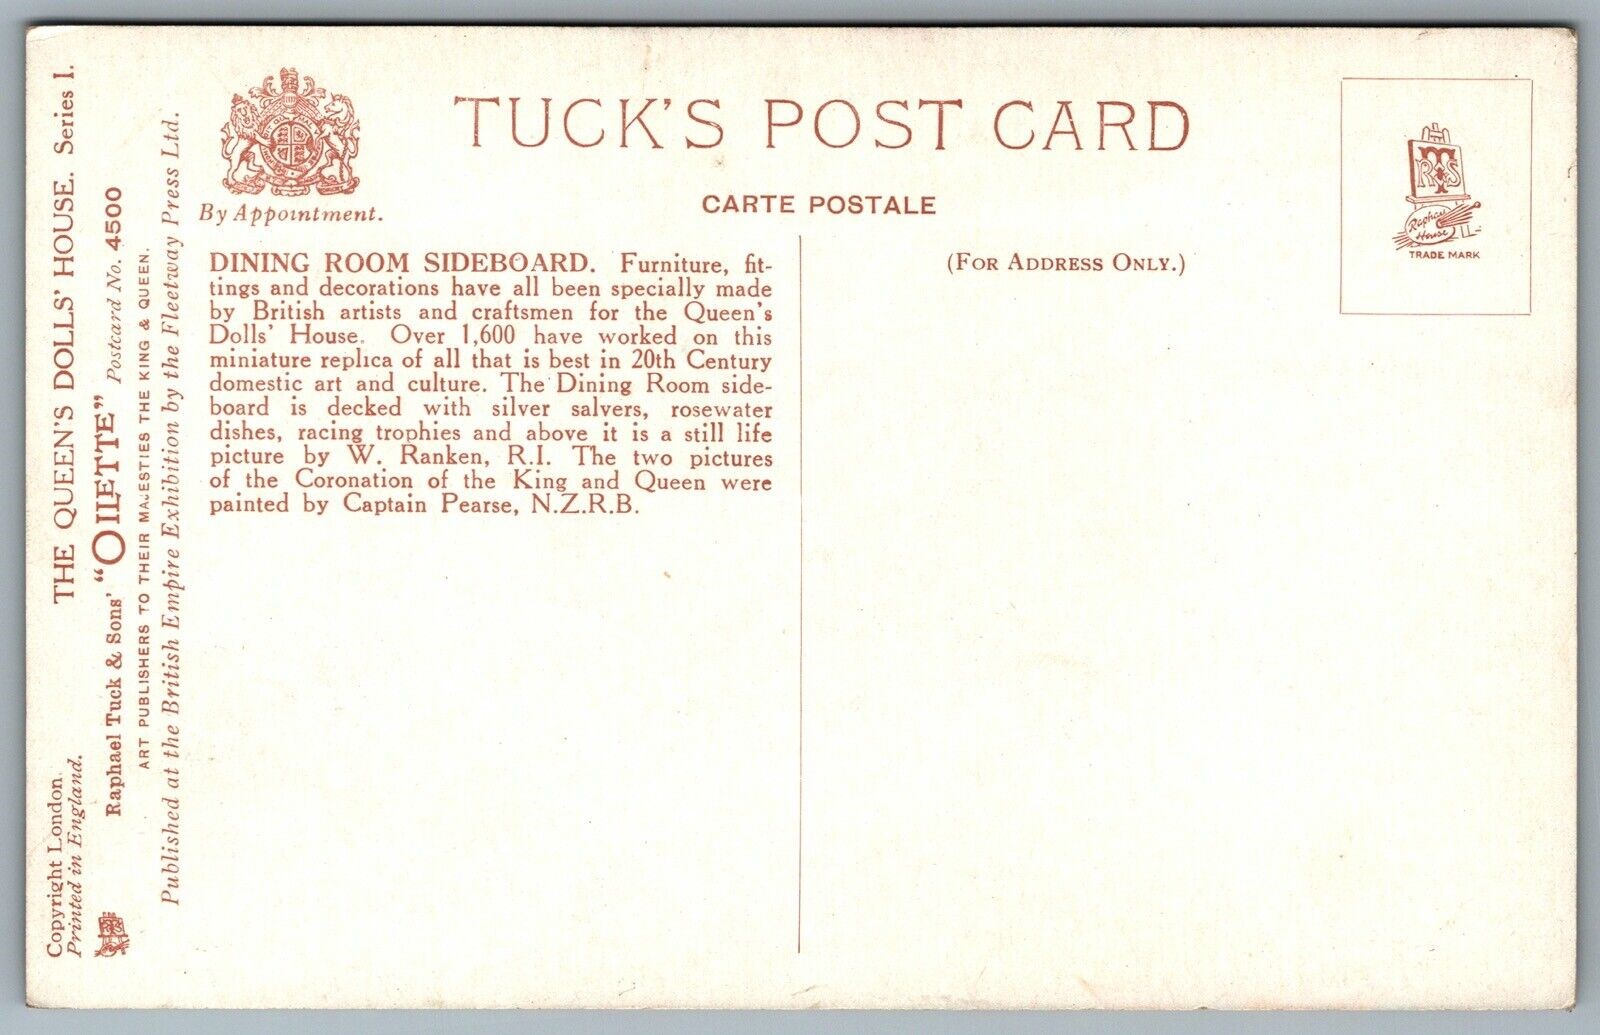 TUCK'S POST CARD
CARTE POSTALE
By Appointment.
DINING ROOM SIDEBOARD. Furniture, fit-
tings and decorations have all been specially made
by British artists and craftsmen for the Queen's
Dolls' House. Over 1,600 have worked on this
miniature replica of all that is best in 20th Century
domestic art and culture. The Dining Room side-
board is decked with silver salvers, rosewater
dishes, racing trophies and above it is a still life
picture by W. Ranken, R.I. The two pictures
of the Coronation of the King and Queen were
painted by Captain Pearse, N.Z.R.B.
(FOR ADDRESS ONLY.)
RTS
Raphael
House
TRADE MARK
Copyright London.
Printed in England.
THE QUEEN'S DOLLS' HOUSE. Series I.
Raphael Tuck & Sons' "OILETTE" Postcard No. 4500
ART PUBLISHERS TO THEIR MAJESTIES THE KING & QUEEN.
Published at the British Empire Exhibition by the Fleetway Press Ltd.